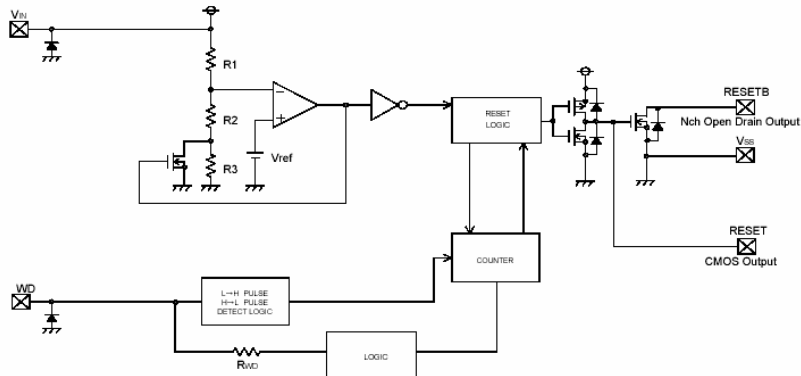 VIN
R1
RESETB
Nch Open Drain Output
RESET
LOGIC
R2
VSS
R3
Vref
RESET
CMOS Output
COUNTER
WD
L→H PULSE
H→L PULSE
DETECT LOGIC
RWD
LOGIC